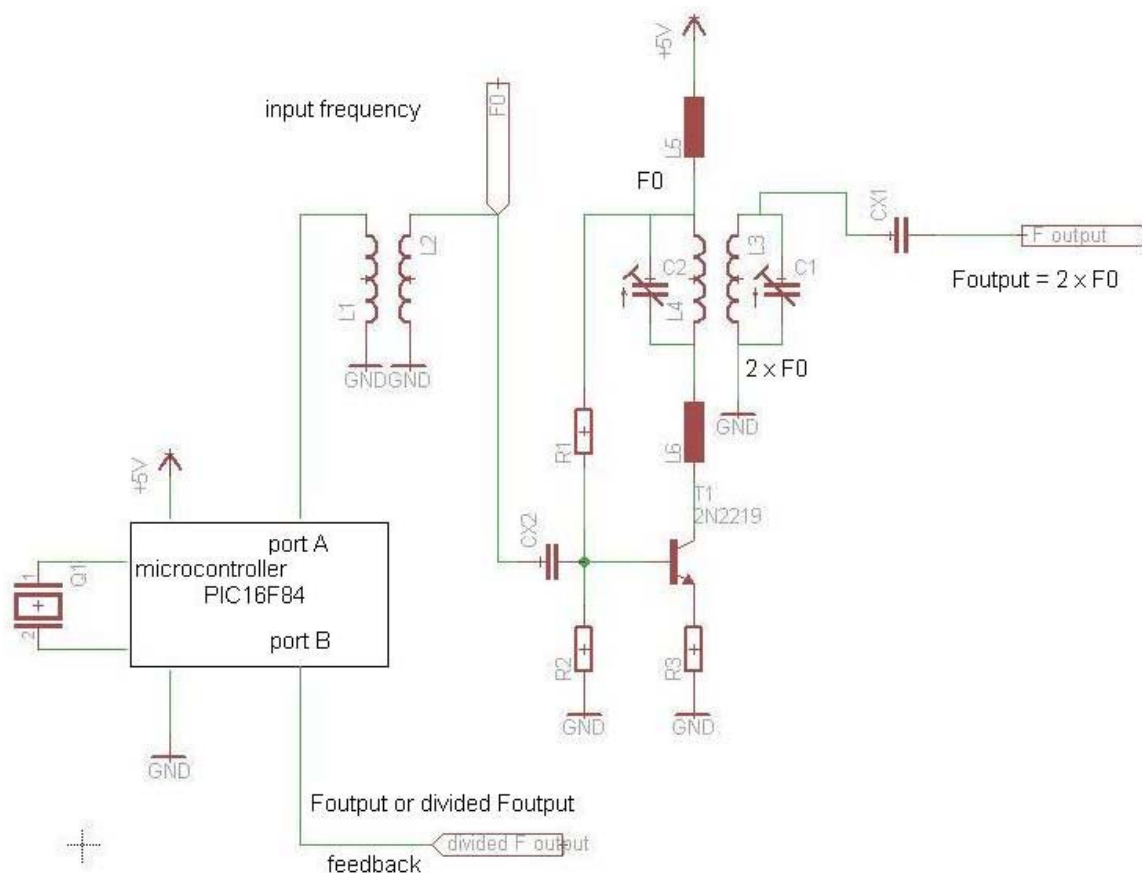 +5V
input frequency
F0
L5
F0
CX1
L2
L3
C2
C1
F output
L1
L4
Foutput = 2 x F0
GND
GND
2 x F0
GND
R1
L6
+5V
T1
2N2219
CX2
port A
microcontroller
Q1
1
PIC16F84
2
port B
R2
R3
GND
GND
GND
Foutput or divided Foutput
divided F output
feedback